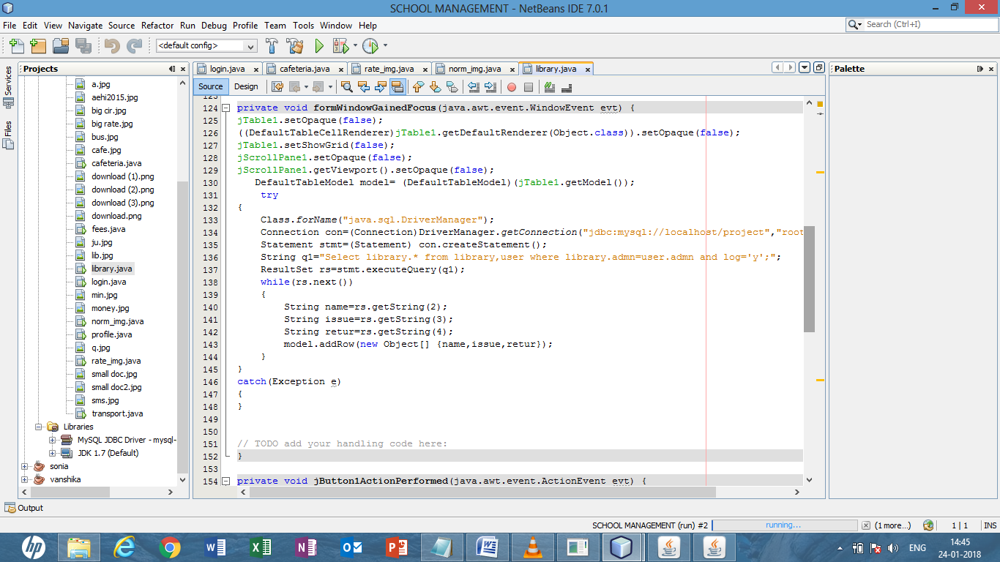 SCHOOL MANAGEMENT - NetBeans IDE 7.0.1
File Edit View Navigate Source Refactor Run Debug Profile Team Tools Window Help
Search (Ctrl+I)
<default config>
Services
Files
Projects
a.jpg
aehi2015.jpg
big cir.jpg
big rate.jpg
bus.jpg
cafe.jpg
cafeteria.java
download (1).png
download (2).png
download (3).png
download.png
fees.java
ju.jpg
lib.jpg
library.java
login.java
min.jpg
money.jpg
norm_img.java
profile.java
q.jpg
rate_img.java
small doc.jpg
small doc2.jpg
sms.jpg
transport.java
Libraries
MySQL JDBC Driver - mysql-
JDK 1.7 (Default)
sonia
vanshika
login.java cafeteria.java rate_img.java norm_img.java library.java
Source Design
123
124 private void formWindowGainedFocus(java.awt.event.WindowEvent evt) {
125 jTable1.setOpaque(false);
126 ((DefaultTableCellRenderer)jTable1.getDefaultRenderer(Object.class)).setOpaque(false);
127 jTable1.setShowGrid(false);
128 jScrollPane1.setOpaque(false);
129 jScrollPane1.getViewport().setOpaque(false);
130 DefaultTableModel model= (DefaultTableModel)(jTable1.getModel());
131 try
132 {
133 Class.forName("java.sql.DriverManager");
134 Connection con=(Connection)DriverManager.getConnection("jdbc:mysql://localhost/project","root
135 Statement stmt=(Statement) con.createStatement();
136 String q1="Select library.* from library,user where library.admn=user.admn and log='y';";
137 ResultSet rs=stmt.executeQuery(q1);
138 while(rs.next())
139 {
140 String name=rs.getString(2);
141 String issue=rs.getString(3);
142 String retur=rs.getString(4);
143 model.addRow(new Object[] {name,issue,retur});
144 }
145 }
146 catch(Exception e)
147 {
148 }
149
150
151 // TODO add your handling code here:
152 }
153
154 private void jButton1ActionPerformed(java.awt.event.ActionEvent evt) {
Palette
Output
SCHOOL MANAGEMENT (run) #2 running... (1 more...) 1 | 1 INS
ENG
14:45
24-01-2018